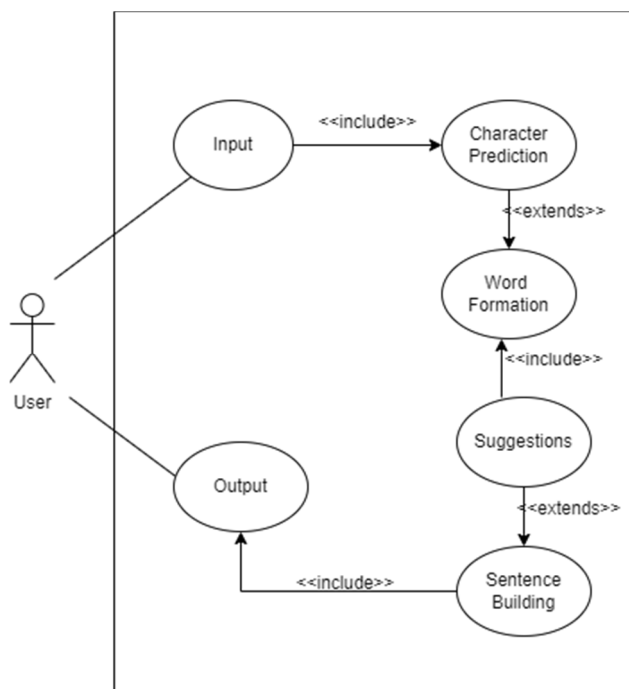 Input
<<include>>
Character
Prediction
<<extends>>
Word
Formation
<<include>>
User
Suggestions
Output
<<extends>>
<<include>>
Sentence
Building